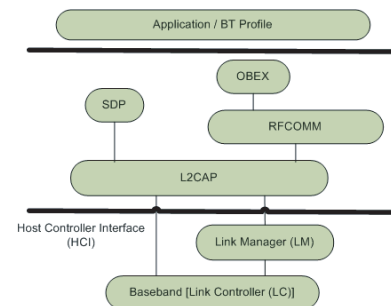 Application / BT Profile
OBEX
SDP
RFCOMM
L2CAP
Host Controller Interface
(HCI)
Link Manager (LM)
Baseband [Link Controller (LC)]